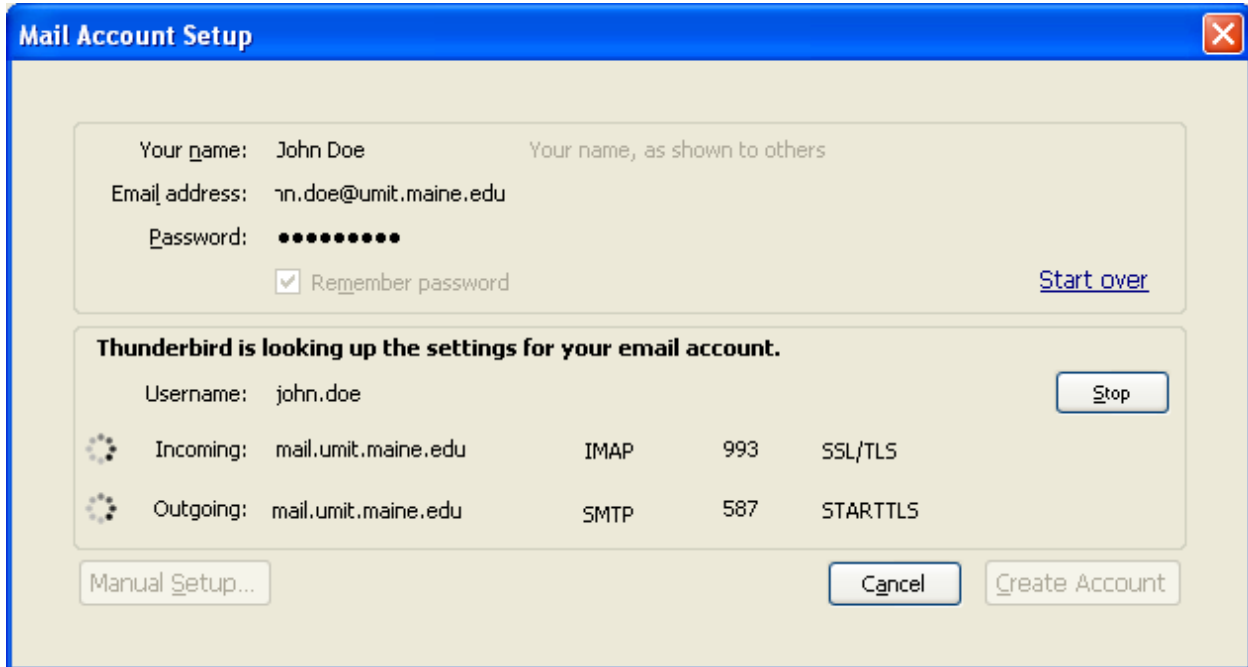 Mail Account Setup
Your name: John Doe Your name, as shown to others
Email address: nn.doe@umit.maine.edu
Password: •••••••••
Remember password Start over
Thunderbird is looking up the settings for your email account.
Username: john.doe Stop
Incoming: mail.umit.maine.edu IMAP 993 SSL/TLS
Outgoing: mail.umit.maine.edu SMTP 587 STARTTLS
Manual Setup... Cancel Create Account